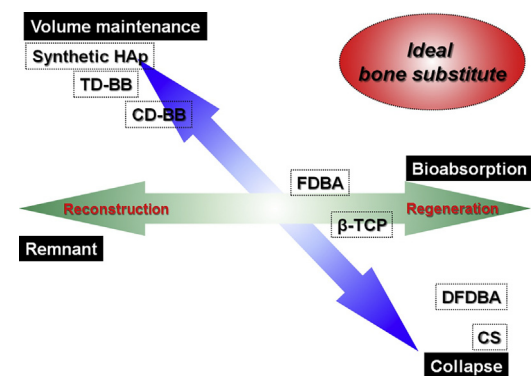 Volume maintenance
Synthetic HAp
TD-BB
CD-BB
Ideal
bone substitute
Bioabsorption
FDBA
Reconstruction
Regeneration
β-TCP
Remnant
DFDBA
CS
Collapse